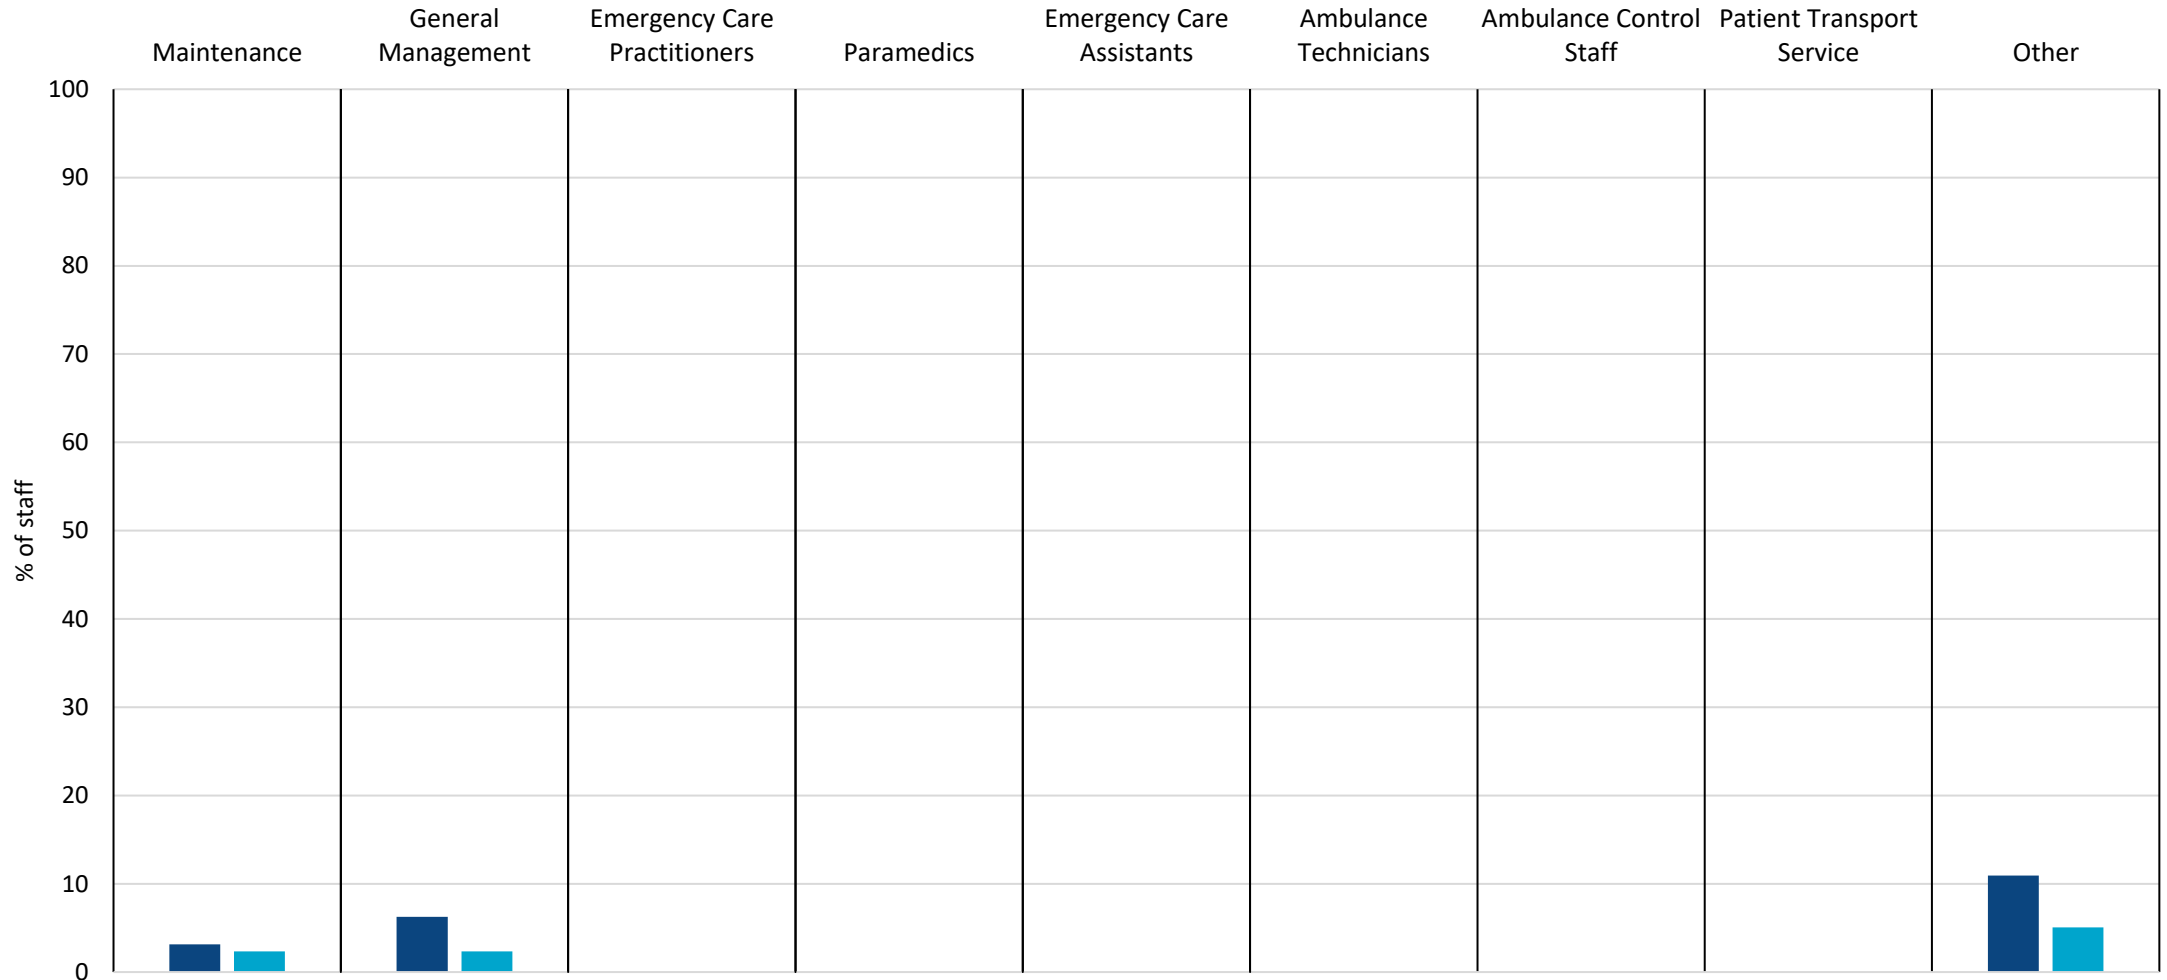 Maintenance
General
Management
Emergency Care
Practitioners
Paramedics
Emergency Care
Assistants
Ambulance
Technicians
Ambulance Control
Staff
Patient Transport
Service
Other
100
90
80
70
60
50
40
30
20
10
0
% of staff